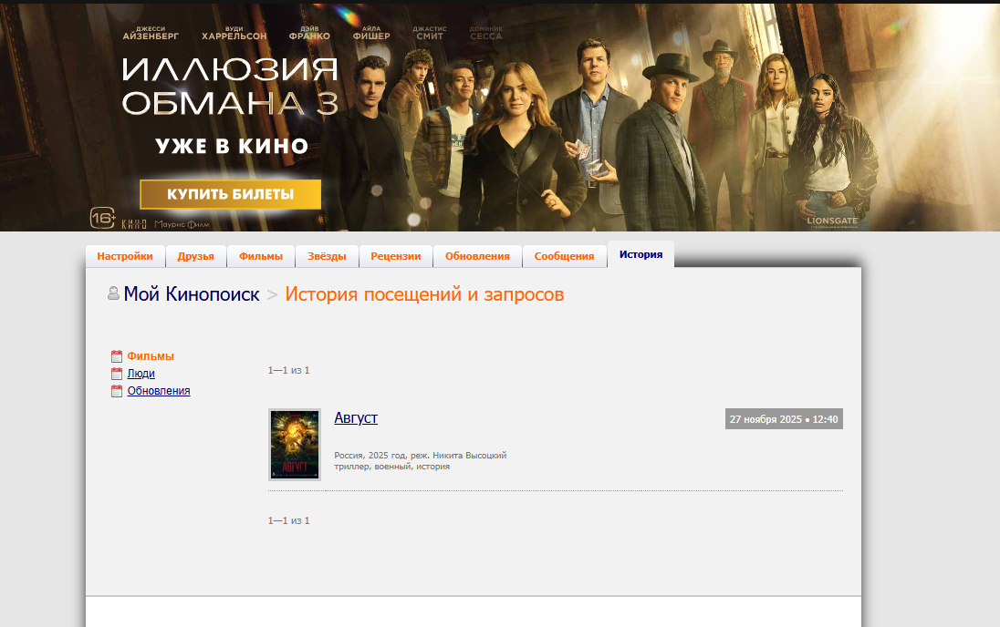 ДЖЕССИ АЙЗЕНБЕРГ
ВУДИ ХАРРЕЛЬСОН
ДЭЙВ ФРАНКО
АЙЛА ФИШЕР
ДЖАСТИС СМИТ
ДОМИНИК СЕССА
ИЛЛЮЗИЯ
ОБМАНА 3
УЖЕ В КИНО
КУПИТЬ БИЛЕТЫ
16+ КИНО Маурис Филм
LIONSGATE
Настройки Друзья Фильмы Звёзды Рецензии Обновления Сообщения История
Мой Кинопоиск > История посещений и запросов
Фильмы
Люди
Обновления
1—1 из 1
Август
27 ноября 2025 • 12:40
АВГУСТ
Россия, 2025 год, реж. Никита Высоцкий
триллер, военный, история
1—1 из 1